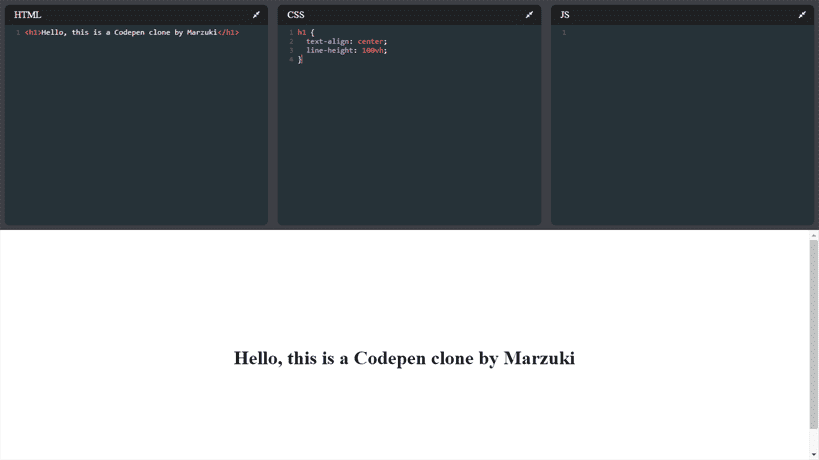 HTML
1 <h1>Hello, this is a Codepen clone by Marzuki</h1>
CSS
1 h1 {
2 text-align: center;
3 line-height: 100vh;
4 }
JS
1
Hello, this is a Codepen clone by Marzuki